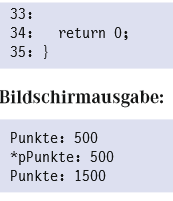 33:
34:   return 0;
35: }
Bildschirmausgabe:
Punkte: 500
*pPunkte: 500
Punkte: 1500